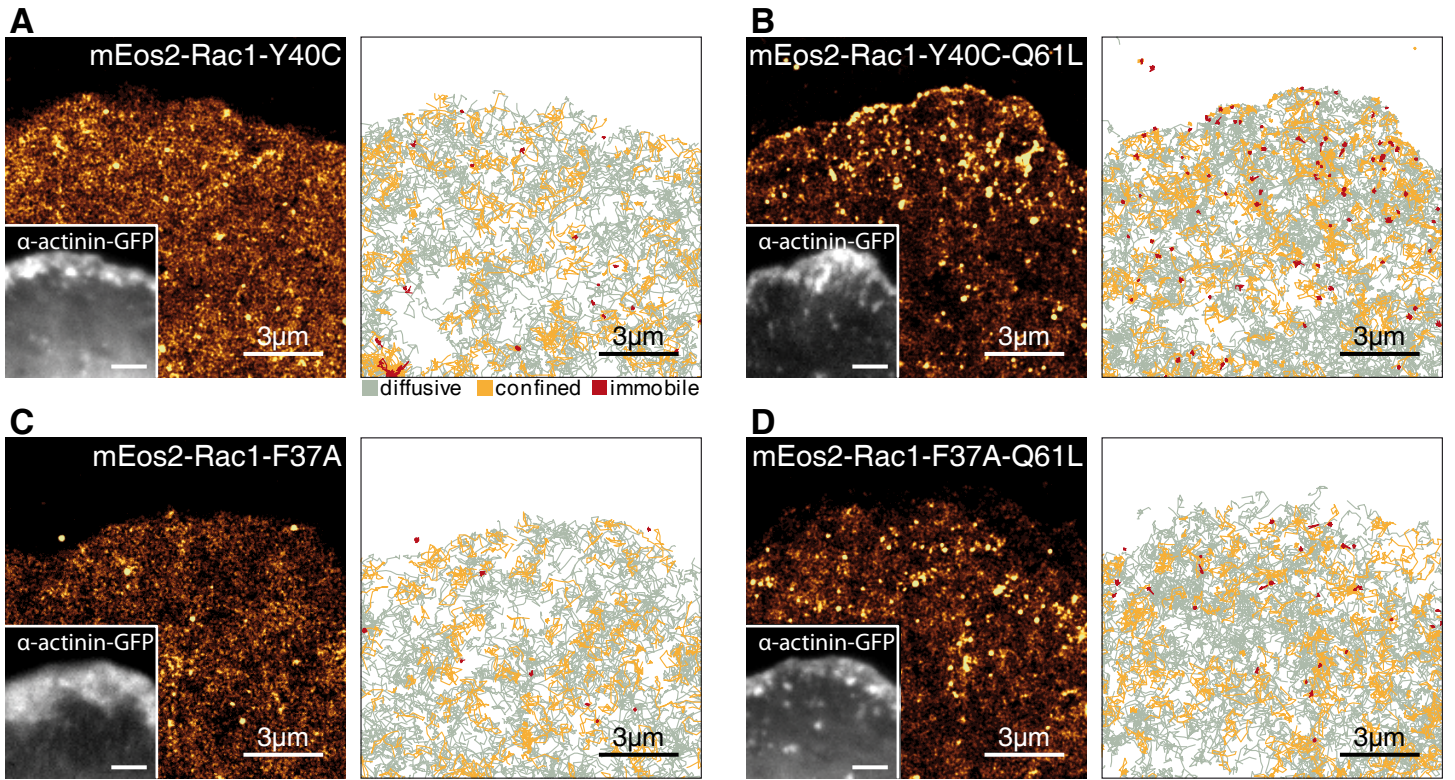 A
mEos2-Rac1-Y40C
α-actinin-GFP
3µm
3µm
diffusive confined immobile
B
mEos2-Rac1-Y40C-Q61L
α-actinin-GFP
3µm
3µm
C
mEos2-Rac1-F37A
α-actinin-GFP
3µm
3µm
D
mEos2-Rac1-F37A-Q61L
α-actinin-GFP
3µm
3µm